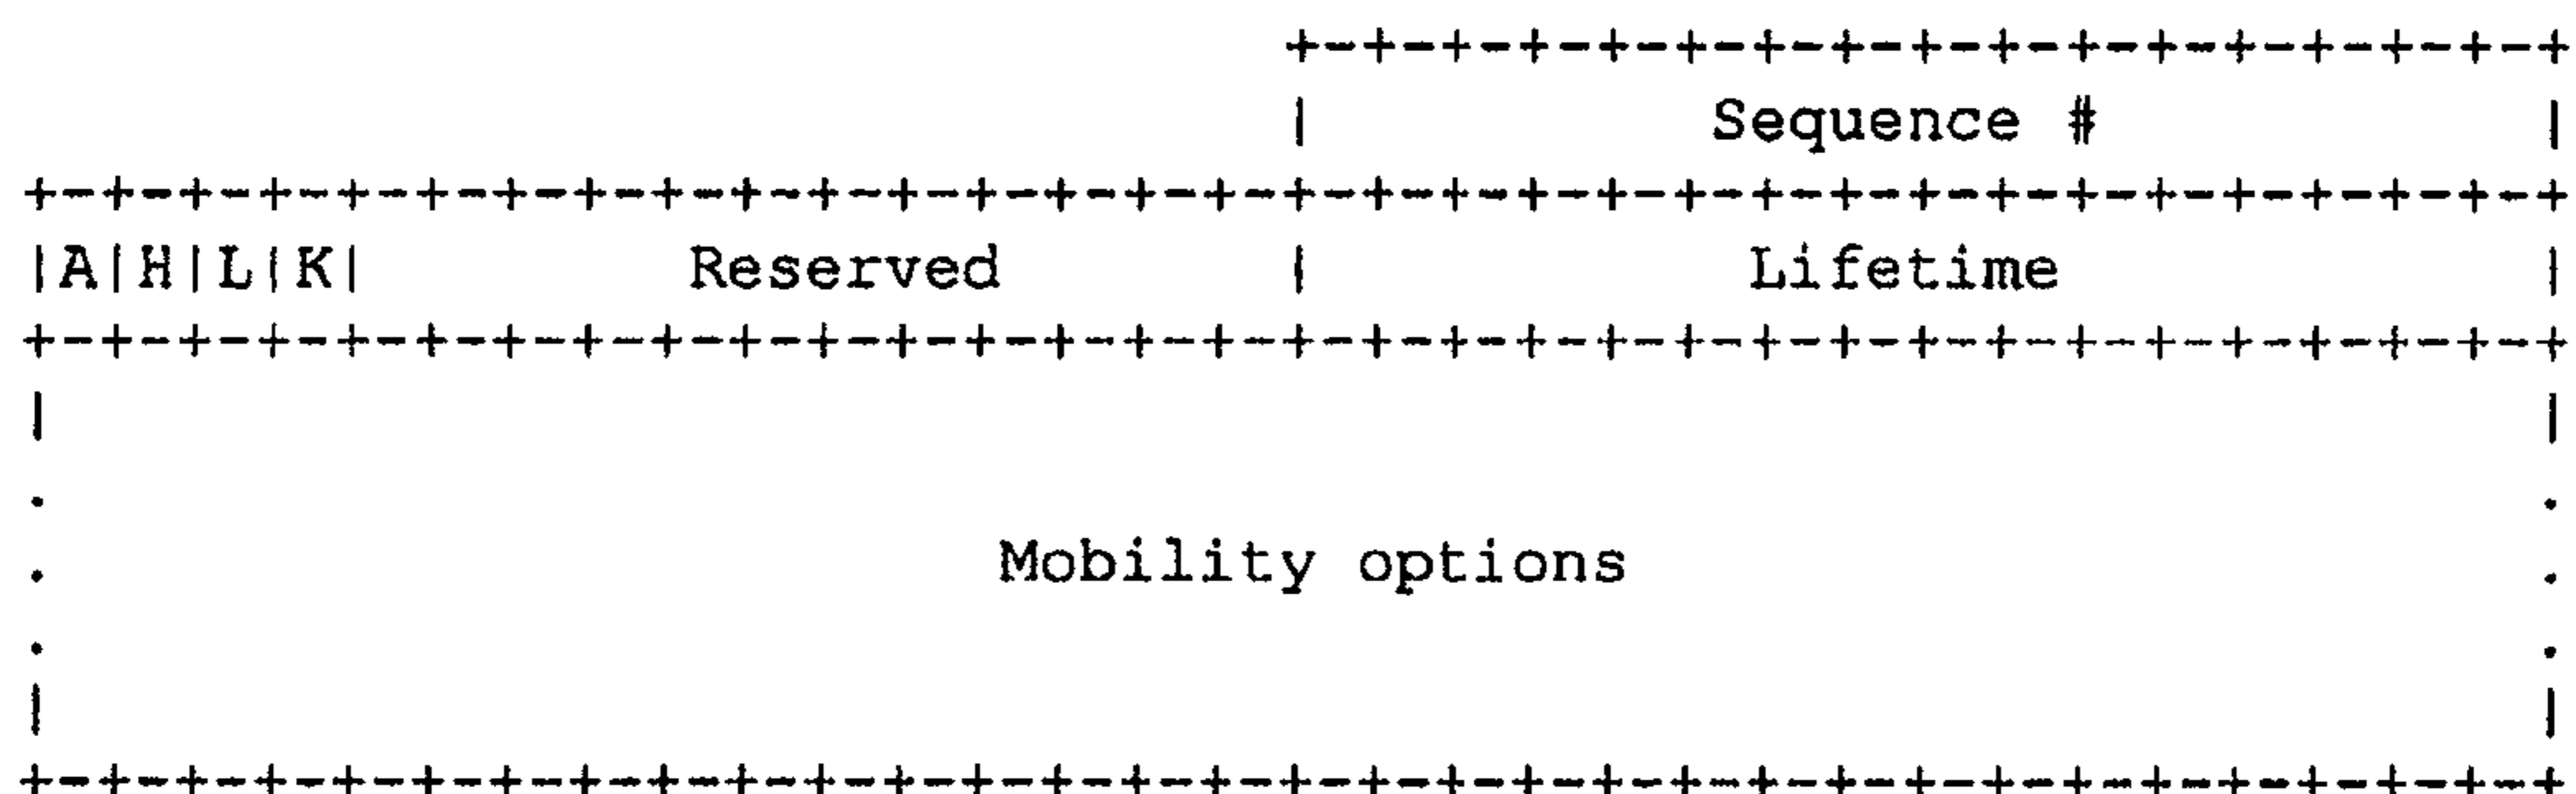 +-+-+-+-+-+-+-+-+-+-+-+-+-+-+-+-+
                                |          Sequence #           |
+-+-+-+-+-+-+-+-+-+-+-+-+-+-+-+-+-+-+-+-+-+-+-+-+-+-+-+-+-+-+-+-+
|A|H|L|K|        Reserved       |           Lifetime            |
+-+-+-+-+-+-+-+-+-+-+-+-+-+-+-+-+-+-+-+-+-+-+-+-+-+-+-+-+-+-+-+-+
|                                                               |
.                                                               .
.                        Mobility options                       .
.                                                               .
|                                                               |
+-+-+-+-+-+-+-+-+-+-+-+-+-+-+-+-+-+-+-+-+-+-+-+-+-+-+-+-+-+-+-+-+